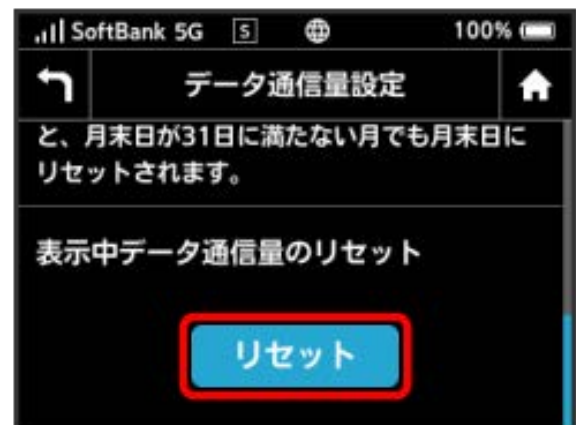 SoftBank 5G S 100%
データ通信量設定
と、月末日が31日に満たない月でも月末日に
リセットされます。
表示中データ通信量のリセット
リセット